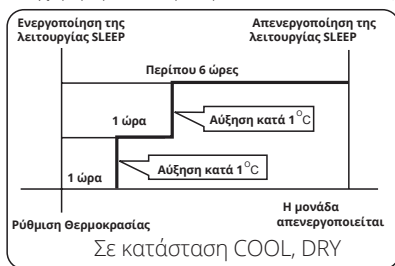 Ενεργοποίηση της
λειτουργίας SLEEP
Απενεργοποίηση της
λειτουργίας SLEEP
Περίπου 6 ώρες
1 ώρα
Αύξηση κατά 1°C
1 ώρα
Αύξηση κατά 1°C
Ρύθμιση Θερμοκρασίας
Η μονάδα
απενεργοποιείται
Σε κατάσταση COOL, DRY